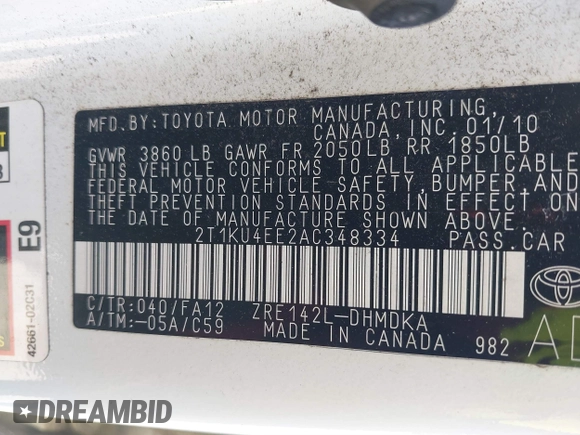 MFD.BY:TOYOTA MOTOR MANUFACTURING,
CANADA, INC. 01/10
GVWR 3860 LB GAWR FR 2050LB, RR 1850LB
THIS VEHICLE CONFORMS TO ALL APPLICABLE
FEDERAL MOTOR VEHICLE SAFETY, BUMPER, AND
THEFT PREVENTION STANDARDS IN EFFECT ON
THE DATE OF MANUFACTURE SHOWN ABOVE.
2T1KU4EE2AC348334 PASS.CAR
C/TR:040/FA12 ZRE142L-DHMDKA
A/TM:-05A/C59 MADE IN CANADA 982
TOYOTA
E9
42661-02C31
DREAMBID